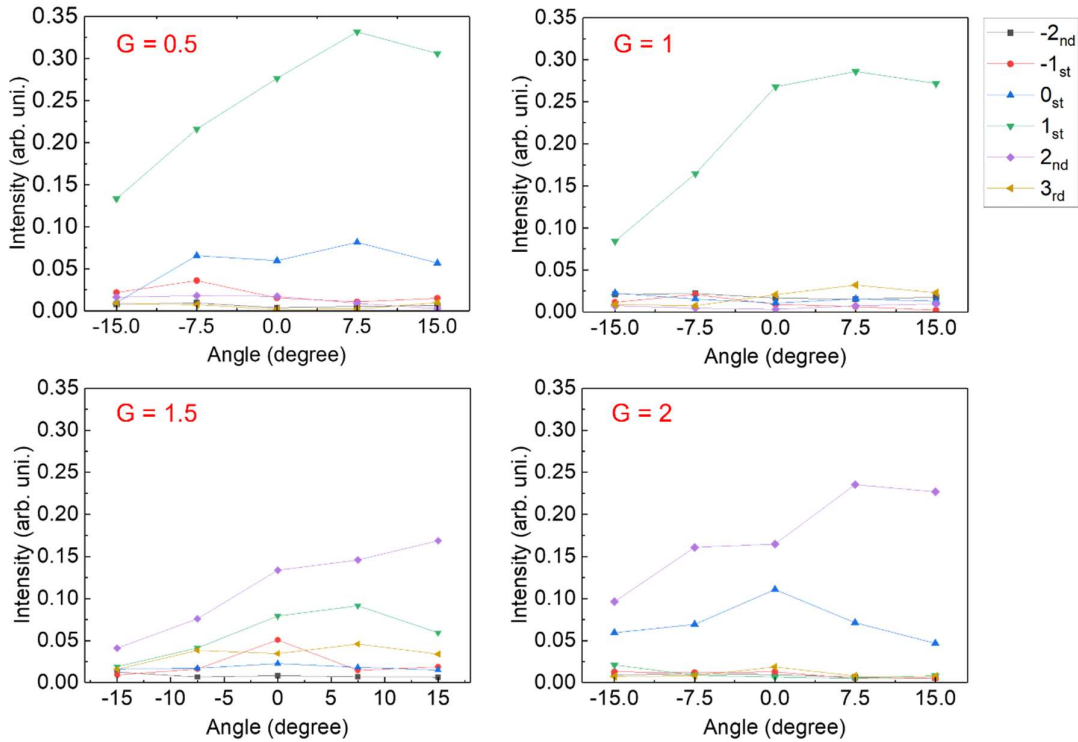 G = 0.5
0.35
0.30
0.25
0.20
0.15
0.10
0.05
0.00
Intensity (arb. uni.)
-15.0 -7.5 0.0 7.5 15.0
Angle (degree)
G = 1
0.35
0.30
0.25
0.20
0.15
0.10
0.05
0.00
Intensity (arb. uni.)
-15.0 -7.5 0.0 7.5 15.0
Angle (degree)
-2nd
-1st
0st
1st
2nd
3rd
G = 1.5
0.35
0.30
0.25
0.20
0.15
0.10
0.05
0.00
Intensity (arb. uni.)
-15 -10 -5 0 5 10 15
Angle (degree)
G = 2
0.35
0.30
0.25
0.20
0.15
0.10
0.05
0.00
Intensity (arb. uni.)
-15.0 -7.5 0.0 7.5 15.0
Angle (degree)